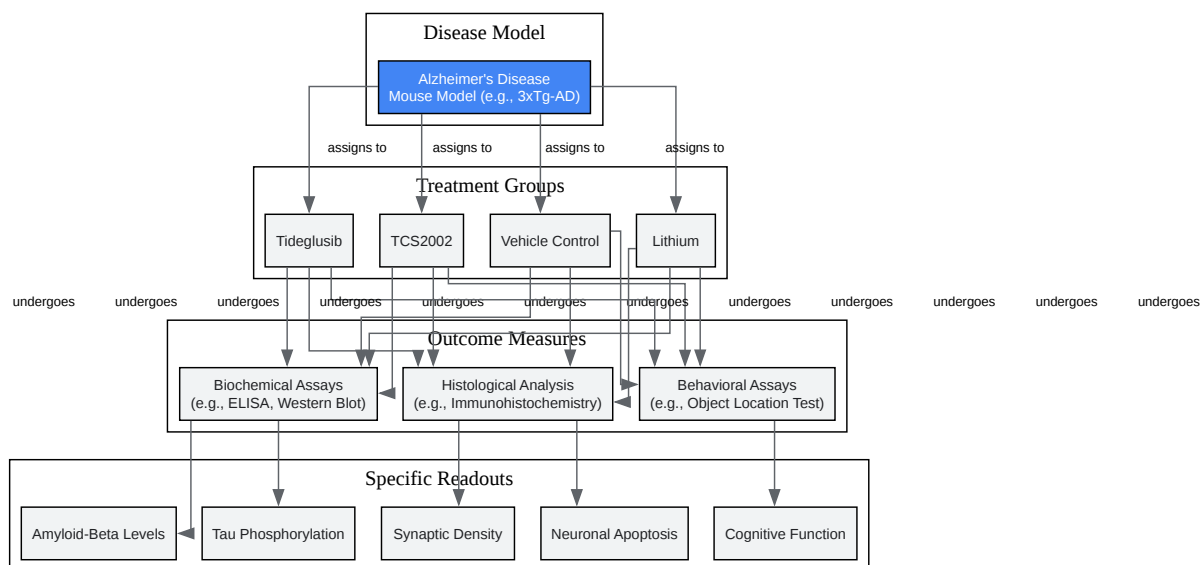 Disease Model
Alzheimer's Disease
Mouse Model (e.g., 3xTg-AD)
assigns to assigns to assigns to assigns to
Treatment Groups
Tideglusib TCS2002 Vehicle Control Lithium
undergoes undergoes undergoes undergoes undergoes undergoes undergoes undergoes undergoes undergoes undergoes undergoes
Outcome Measures
Biochemical Assays
(e.g., ELISA, Western Blot)
Histological Analysis
(e.g., Immunohistochemistry)
Behavioral Assays
(e.g., Object Location Test)
Specific Readouts
Amyloid-Beta Levels Tau Phosphorylation Synaptic Density Neuronal Apoptosis Cognitive Function